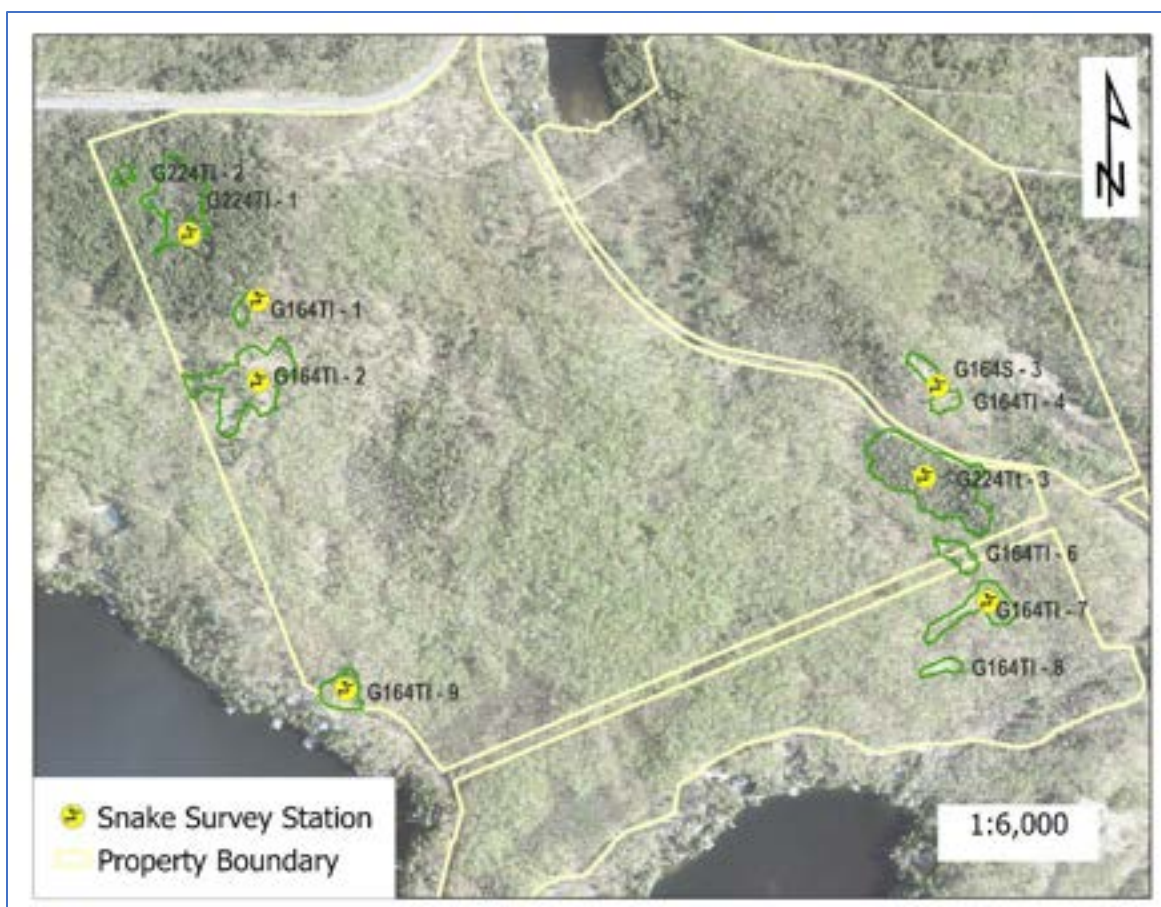 G224TI - 2
G224TI - 1
G164TI - 1
G164TI - 2
G164S - 3
G164TI - 4
G224Tt - 3
G164TI - 6
G164TI - 7
G164TI - 8
G164TI - 9
N
Snake Survey Station
Property Boundary
1:6,000